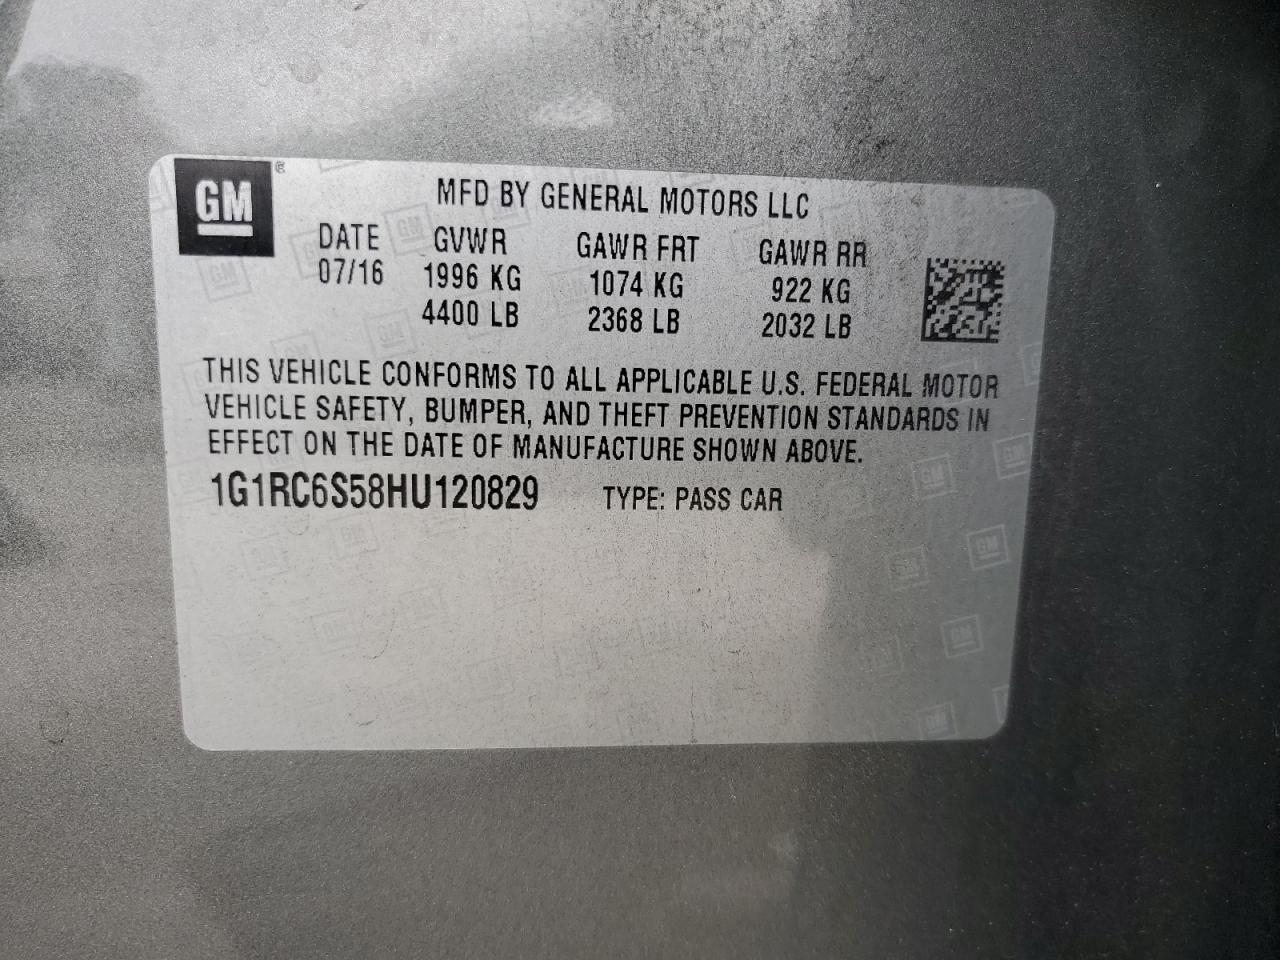 GM®
MFD BY GENERAL MOTORS LLC
DATE GVWR GAWR FRT GAWR RR
07/16 1996 KG 1074 KG 922 KG
4400 LB 2368 LB 2032 LB
THIS VEHICLE CONFORMS TO ALL APPLICABLE U.S. FEDERAL MOTOR
VEHICLE SAFETY, BUMPER, AND THEFT PREVENTION STANDARDS IN
EFFECT ON THE DATE OF MANUFACTURE SHOWN ABOVE.
1G1RC6S58HU120829 TYPE: PASS CAR